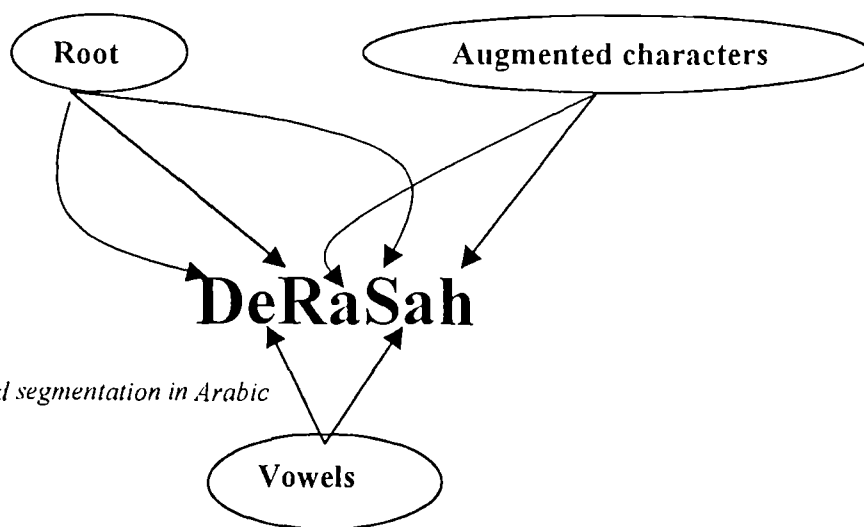 Root
Augmented characters
DeRaSah
segmentation in Arabic
Vowels